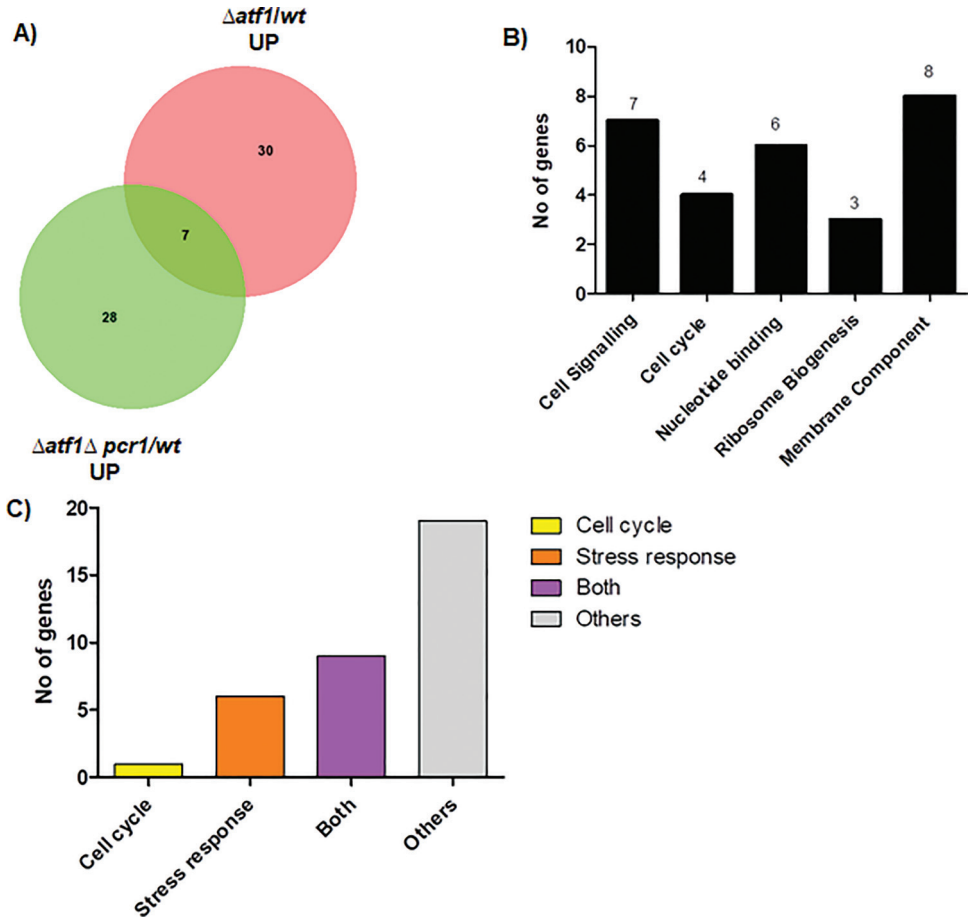 A)
Δatf1/wt
UP
30
7
28
Δatf1Δ pcr1/wt
UP
B)
No of genes
10
8
6
4
2
0
7
4
6
3
8
Cell Signalling
Cell cycle
Nucleotide binding
Ribosome Biogenesis
Membrane Component
C)
No of genes
20
15
10
5
0
Cell cycle
Stress response
Both
Others
Cell cycle
Stress response
Both
Others